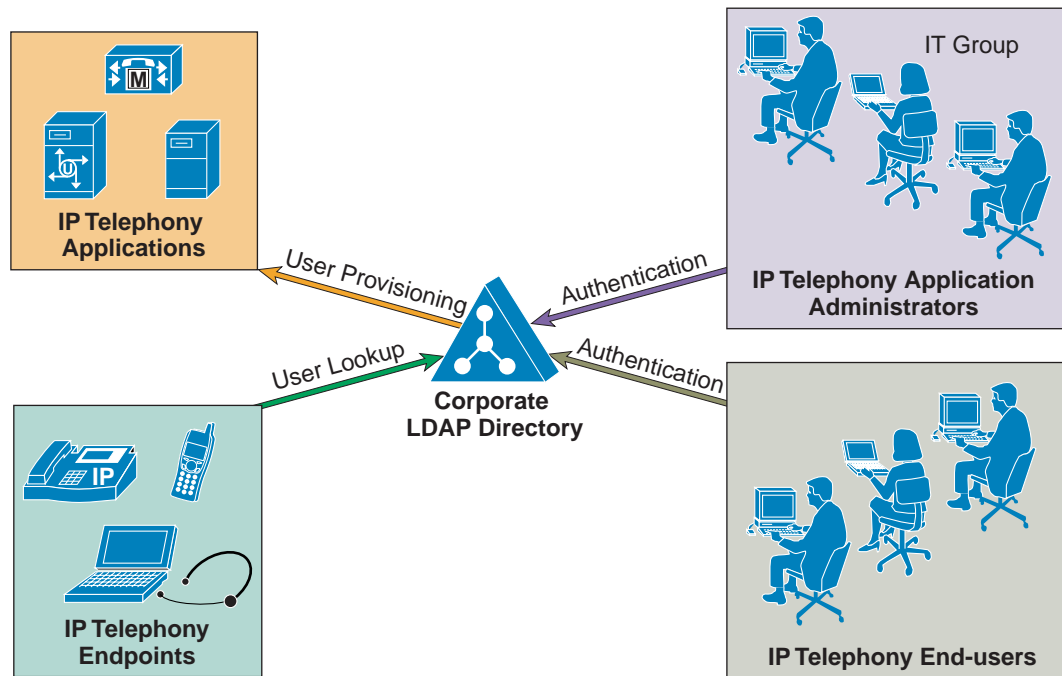 M
U
IP Telephony
Applications
IT Group
IP Telephony Application
Administrators
User Provisioning
Authentication
User Lookup
Authentication
Corporate
LDAP Directory
IP
IP Telephony
Endpoints
IP Telephony End-users